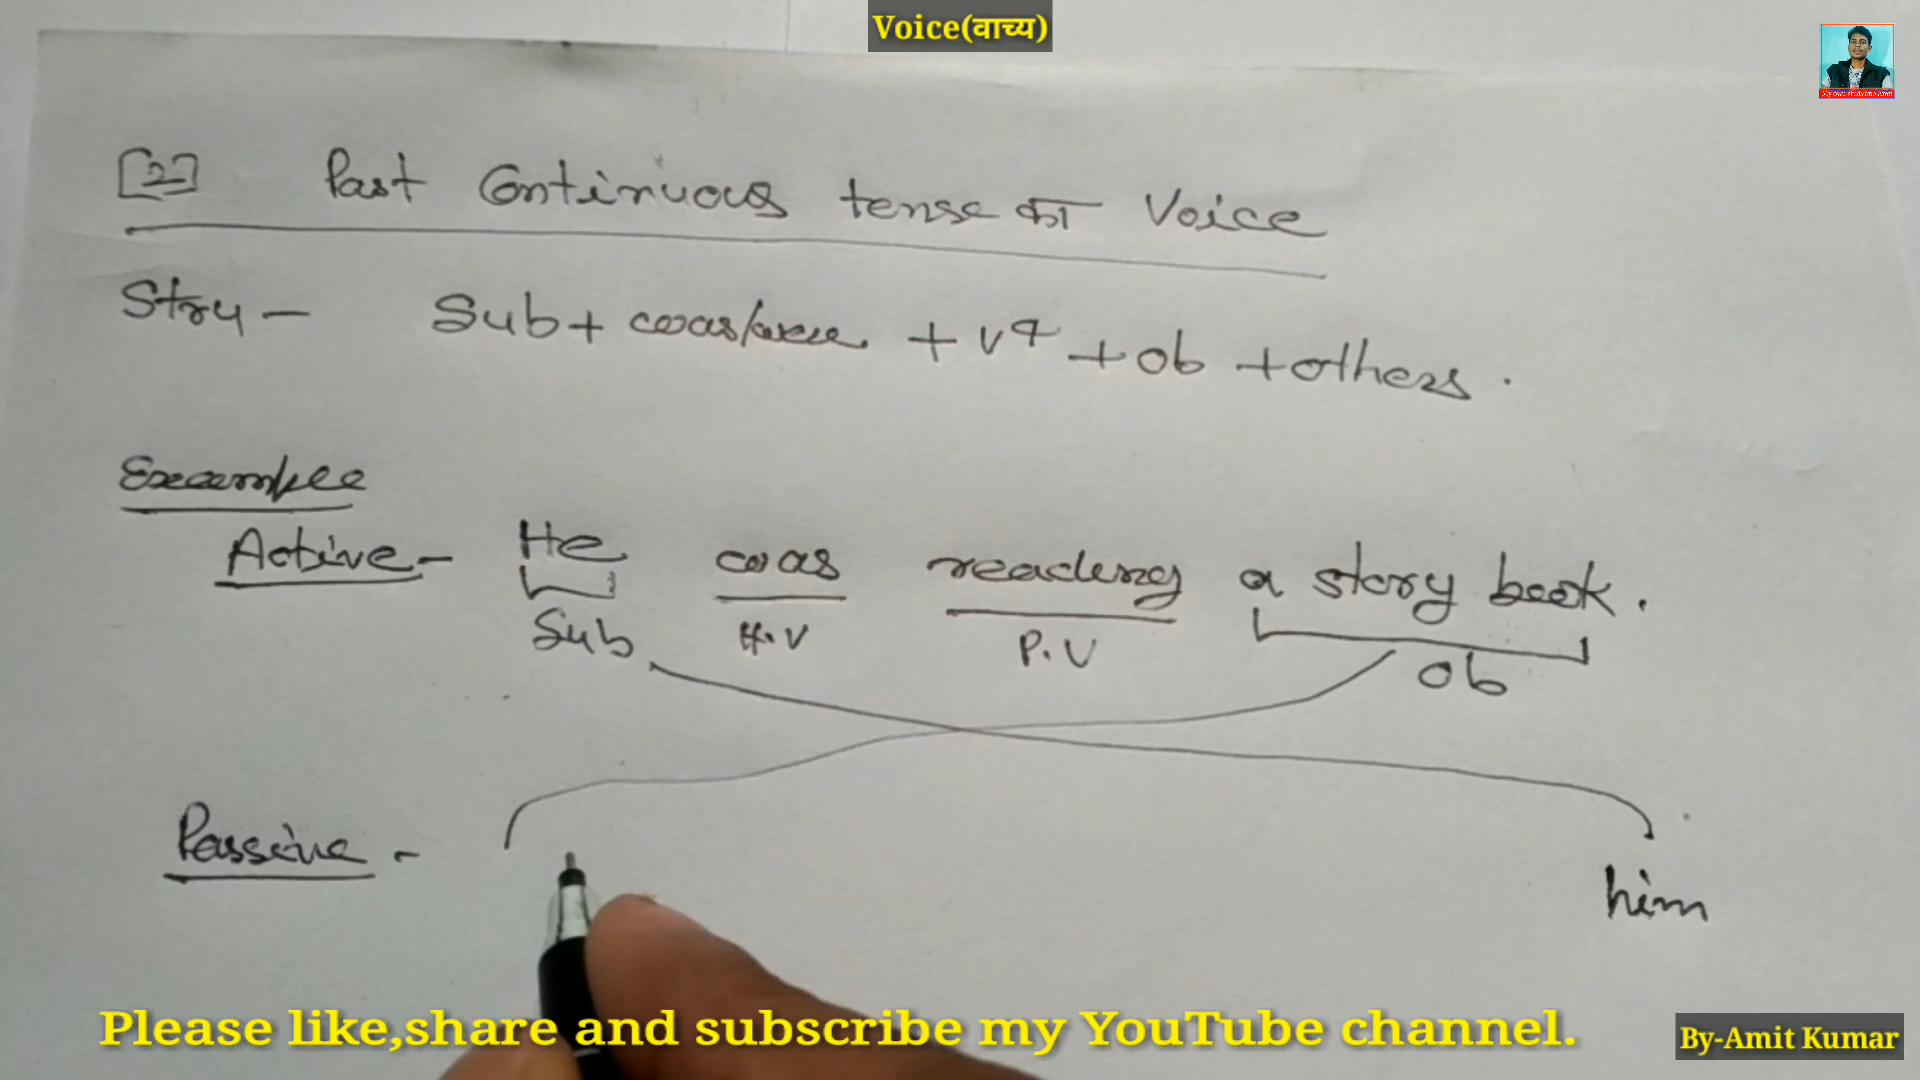 Voice(वाच्य)
[2] Past Continuous tense का Voice
Stru- Sub + was/were + v4 + ob + others.
Example
Active- He was reading a story book.
Sub H.V P.V ob
Passive -
him
Please like,share and subscribe my YouTube channel.
By-Amit Kumar